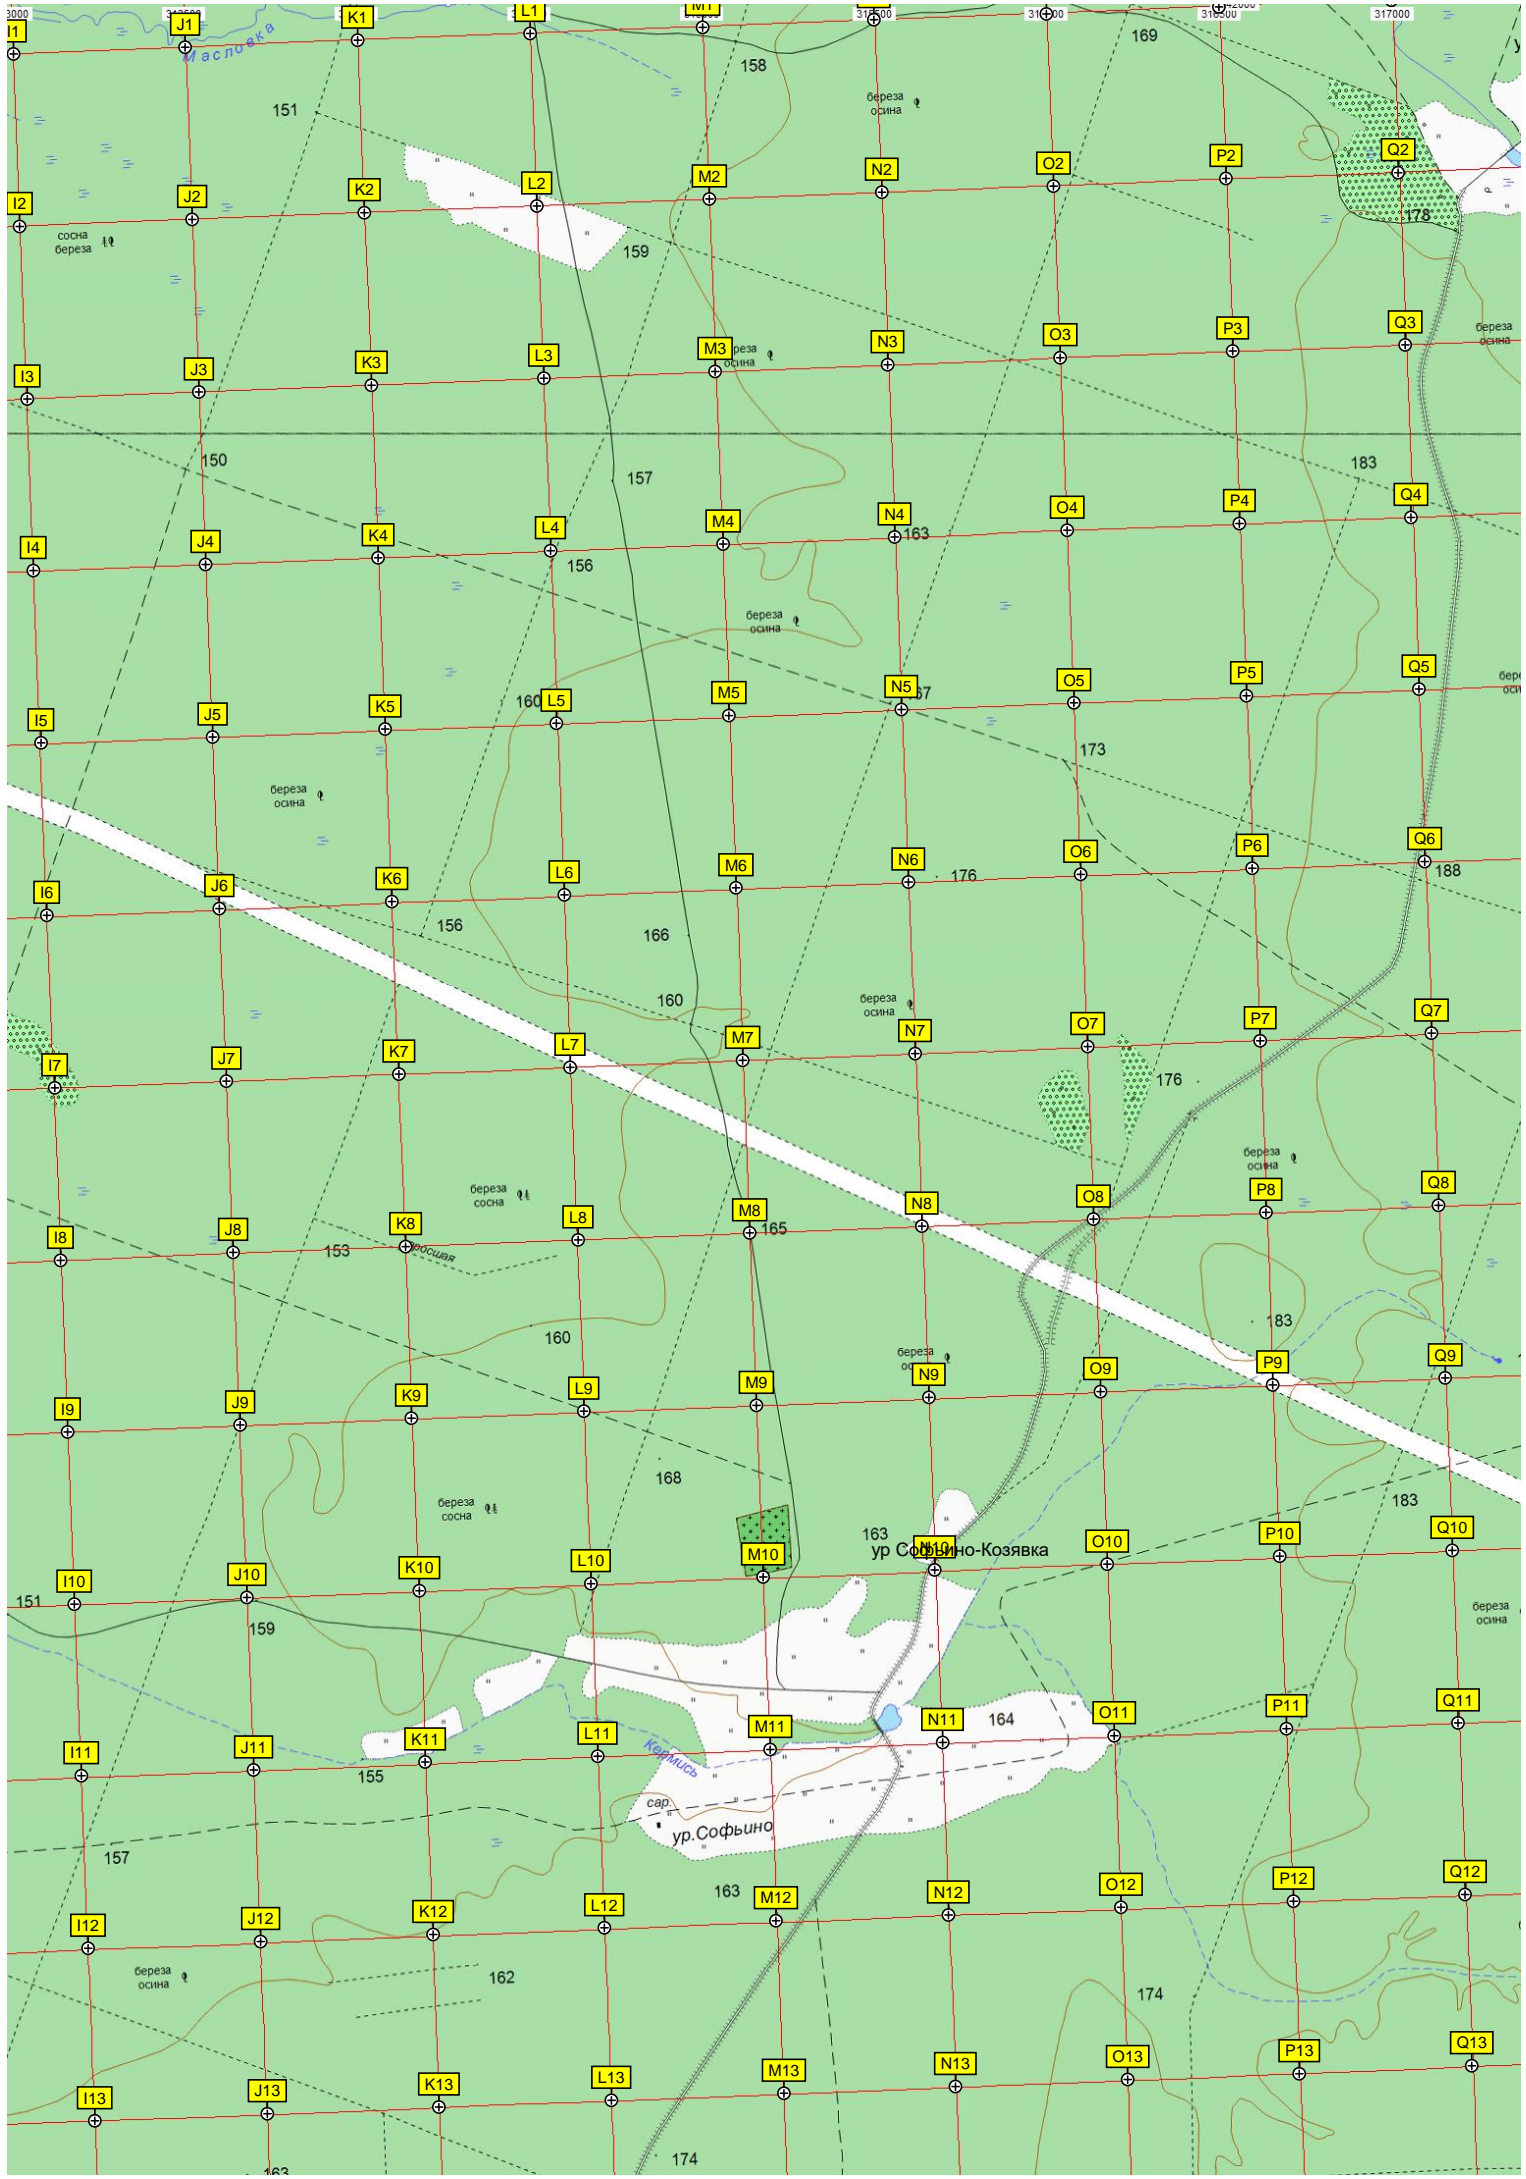 I1
J1
K1
L1
M1
317000
Масловка
169
158
151
береза
осина
I2
J2
K2
L2
M2
N2
O2
P2
Q2
178
сосна
береза
159
I3
J3
K3
L3
M3
N3
O3
P3
Q3
осина
береза
осина
150
157
183
I4
J4
K4
L4
M4
N4
163
O4
P4
Q4
156
береза
осина
I5
J5
K5
160
L5
M5
N5
O5
P5
Q5
173
береза
осина
I6
J6
K6
L6
M6
N6
176
O6
P6
Q6
188
156
166
160
береза
осина
I7
J7
K7
L7
M7
N7
O7
P7
Q7
176
береза
осина
береза
сосна
I8
J8
K8
L8
M8
165
N8
O8
P8
Q8
153
160
183
береза
I9
J9
K9
L9
M9
N9
O9
P9
Q9
168
183
береза
сосна
163
ур Софьино-Козявка
I10
J10
K10
L10
M10
N10
O10
P10
Q10
151
159
береза
осина
I11
J11
K11
L11
M11
N11
164
O11
P11
Q11
155
Кермись
сар.
ур.Софьино
157
163
I12
J12
K12
L12
M12
N12
O12
P12
Q12
береза
осина
162
174
I13
J13
K13
L13
M13
N13
O13
P13
Q13
174
163